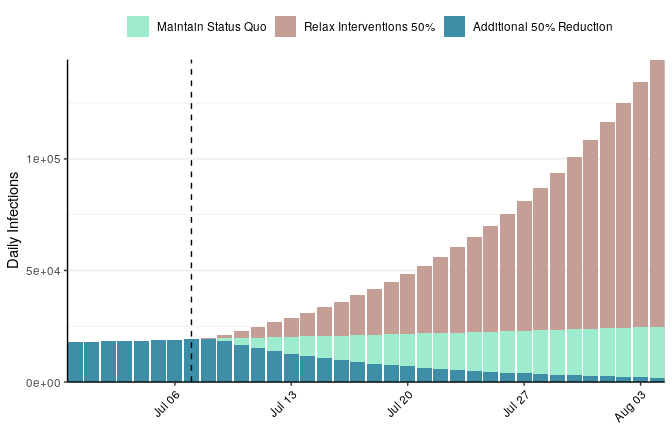 Maintain Status Quo Relax Interventions 50% Additional 50% Reduction
Daily Infections
1e+05
5e+04
0e+00
Jul 06 Jul 13 Jul 20 Jul 27 Aug 03